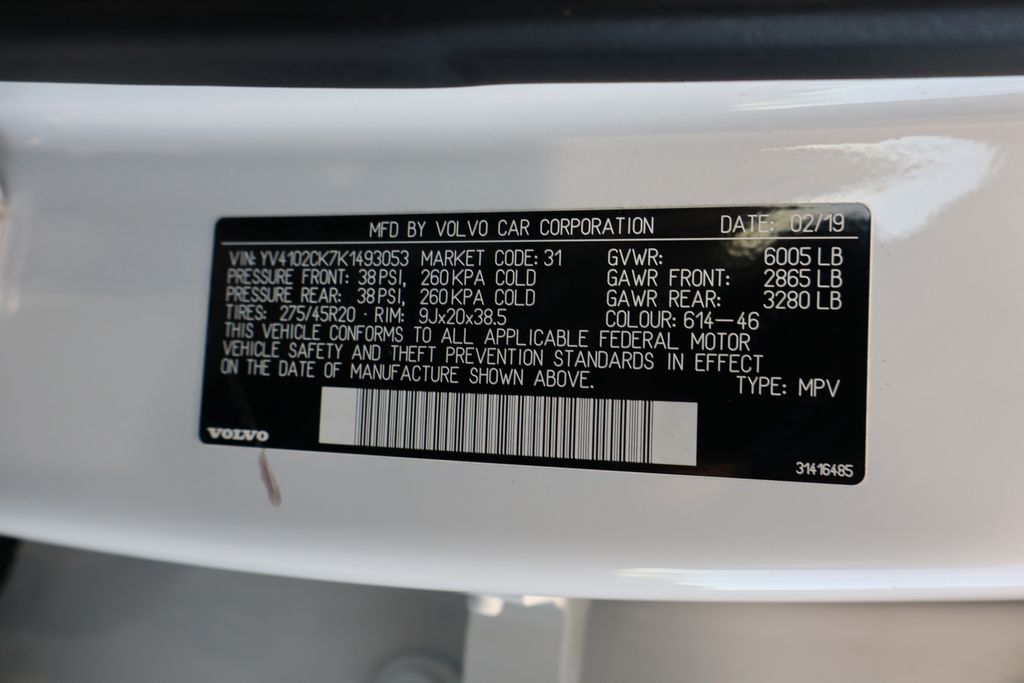 MFD BY VOLVO CAR CORPORATION DATE: 02/19
VIN: YV4102CK7K1493053 MARKET CODE: 31 GVWR: 6005 LB
PRESSURE FRONT: 38 PSI, 260 KPA COLD GAWR FRONT: 2865 LB
PRESSURE REAR: 38 PSI, 260 KPA COLD GAWR REAR: 3280 LB
TIRES: 275/45R20 · RIM: 9Jx20x38.5 COLOUR: 614-46
THIS VEHICLE CONFORMS TO ALL APPLICABLE FEDERAL MOTOR
VEHICLE SAFETY AND THEFT PREVENTION STANDARDS IN EFFECT
ON THE DATE OF MANUFACTURE SHOWN ABOVE. TYPE: MPV
VOLVO
31416485